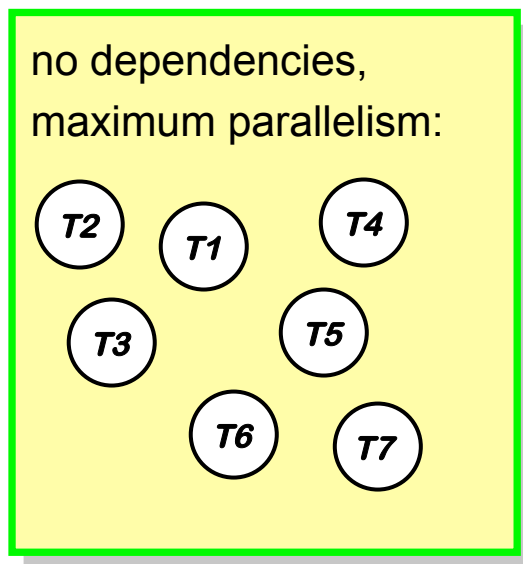 no dependencies,
maximum parallelism:
T2
T1
T4
T3
T5
T6
T7